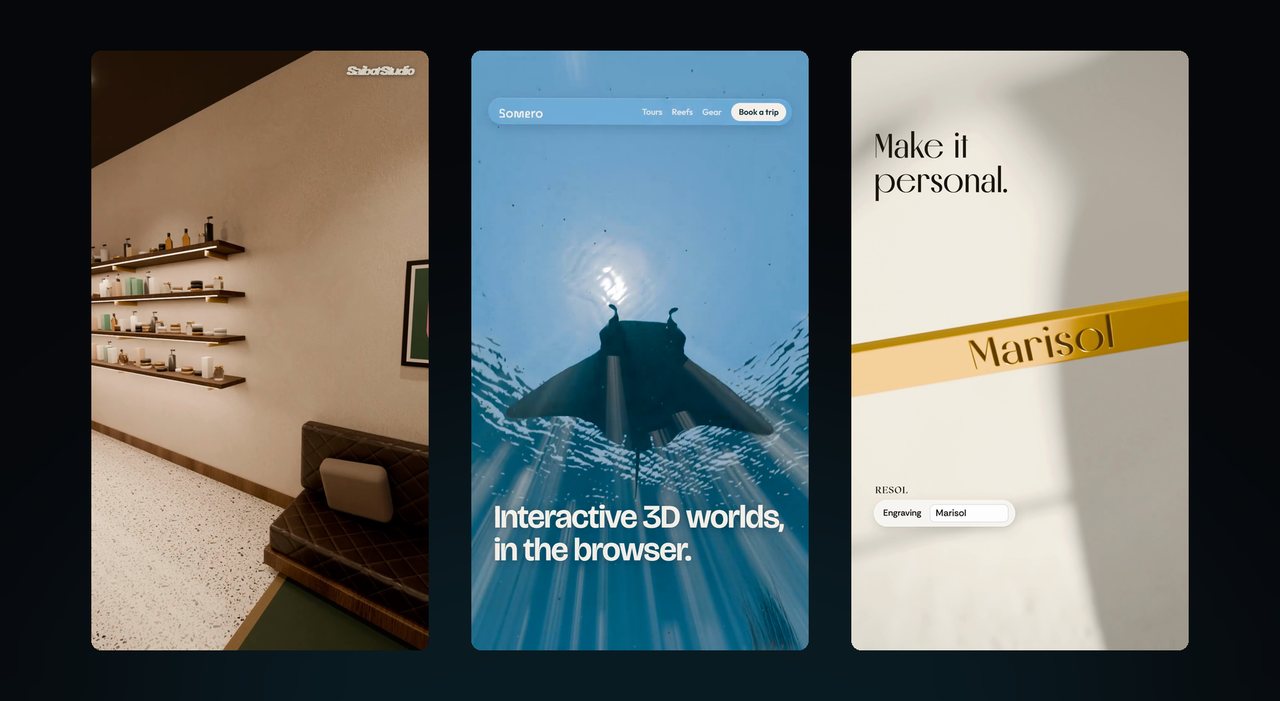 SaibotStudio
Somero
Tours
Reefs
Gear
Book a trip
Interactive 3D worlds,
in the browser.
Make it
personal.
Marisol
RESOL
Engraving
Marisol